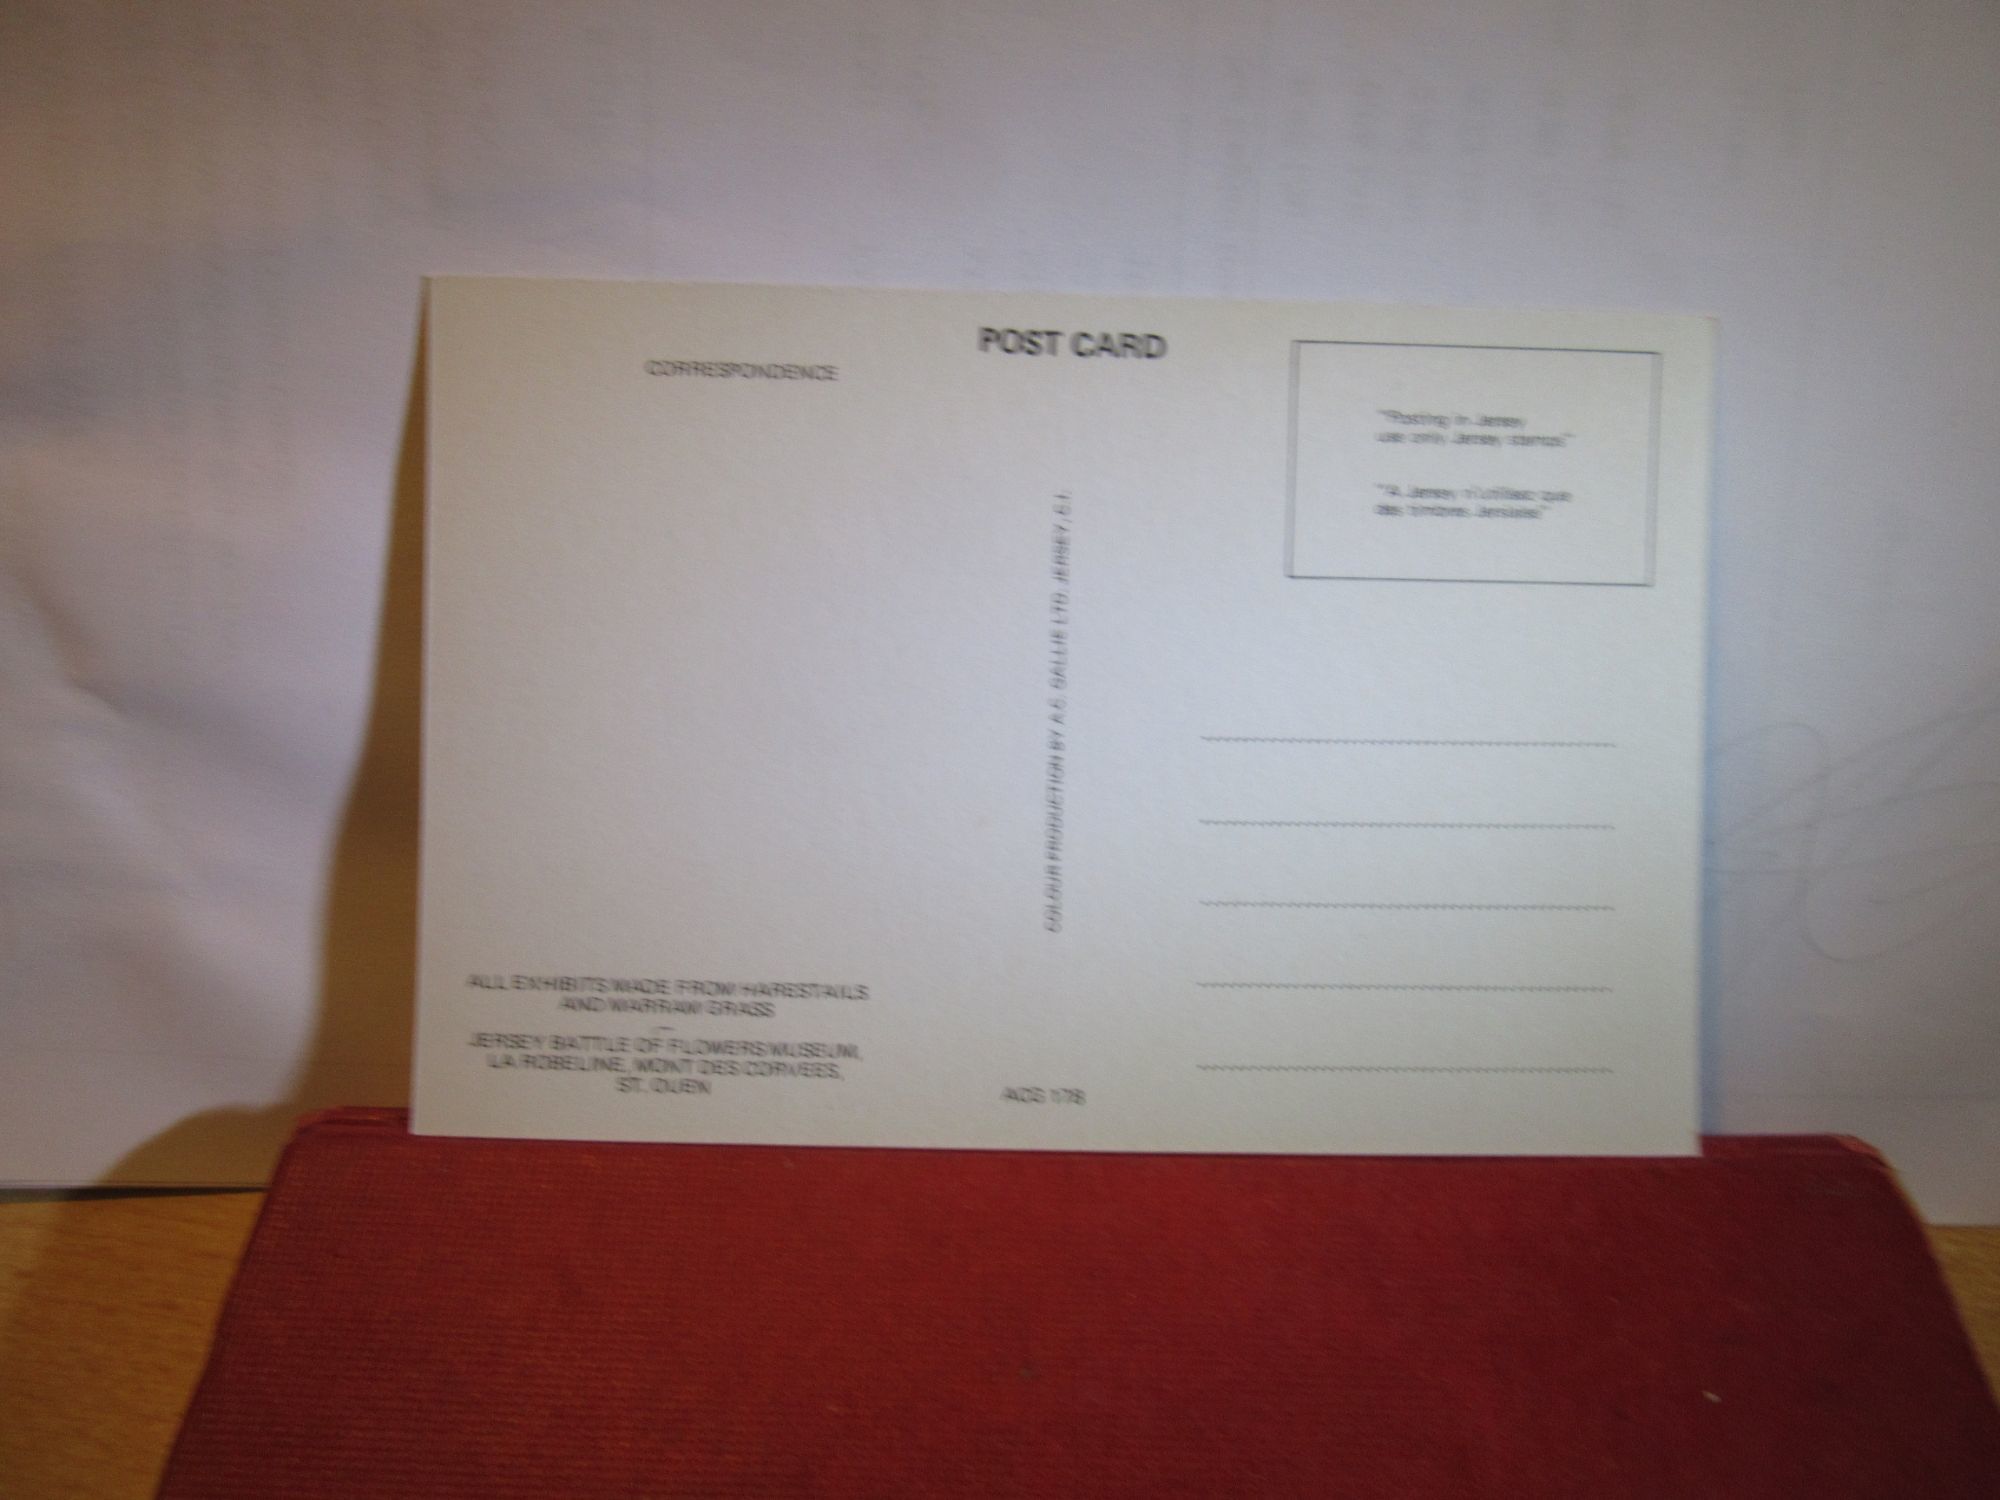 POST CARD
CORRESPONDENCE
"Posting in Jersey
use only Jersey stamps"
"A Jersey n'utilisez que
des timbres Jersiais"
COLOUR PRODUCTION BY A.G. GALLIE LTD. JERSEY, C.I.
ALL EXHIBITS MADE FROM HARESTAILS
AND MARRAM GRASS
—
JERSEY BATTLE OF FLOWERS MUSEUM,
LA ROBELINE, MONT DES CORVEES,
ST. OUEN
178